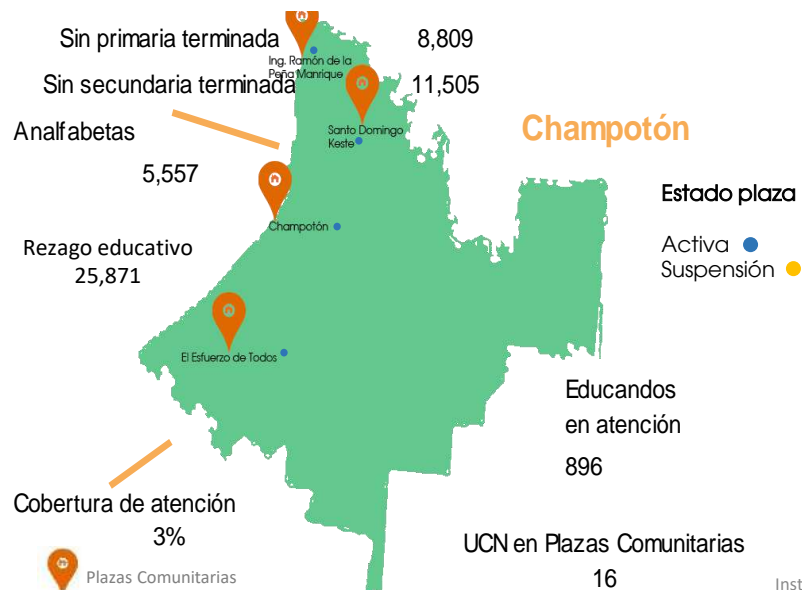 Sin primaria terminada 8,809
Ing. Ramón de la
Peña Manrique
Sin secundaria terminada 11,505
Analfabetas
5,557
Santo Domingo
Keste
Champotón
Estado plaza
Activa
Suspensión
Champotón
Rezago educativo
25,871
El Esfuerzo de Todos
Educandos
en atención
896
Cobertura de atención
3%
UCN en Plazas Comunitarias
16
Plazas Comunitarias
Inst